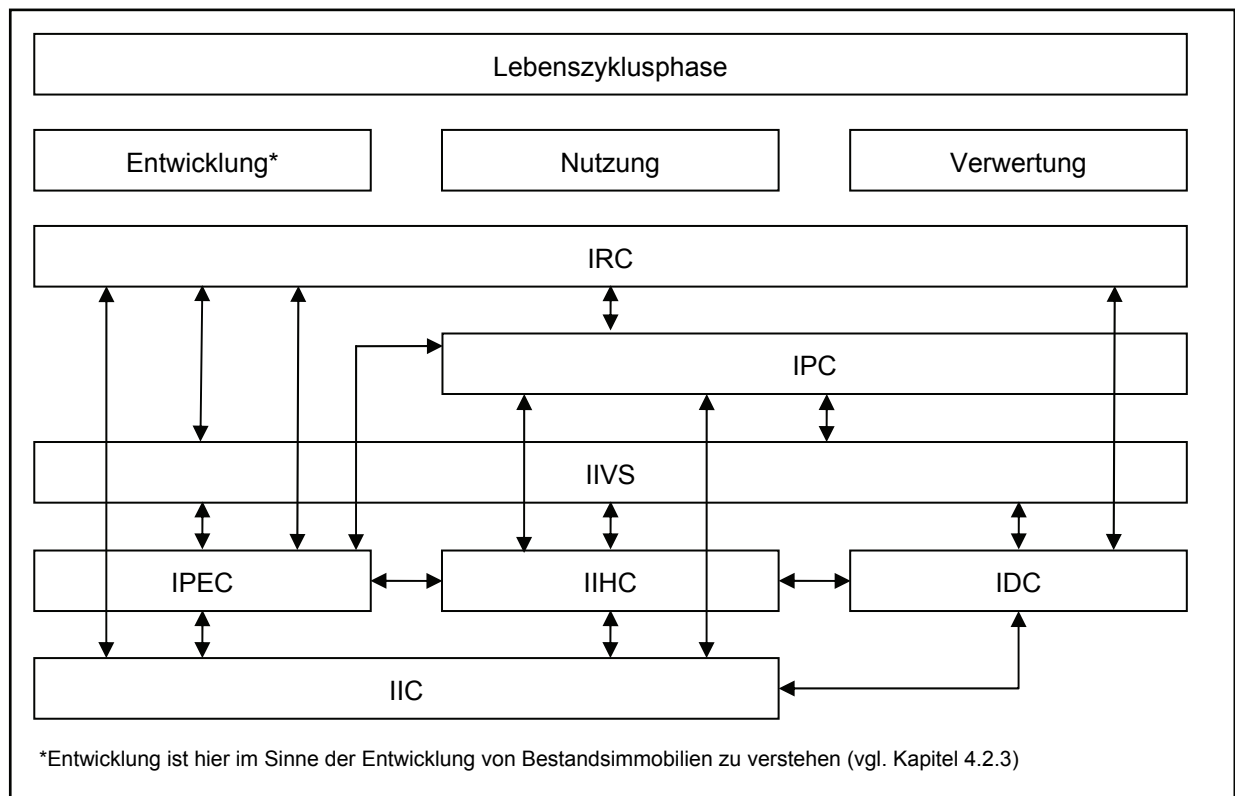 Lebenszyklusphase
Entwicklung*
Nutzung
Verwertung
IRC
IPC
IIVS
IPEC
IIHC
IDC
IIC
*Entwicklung ist hier im Sinne der Entwicklung von Bestandsimmobilien zu verstehen (vgl. Kapitel 4.2.3)